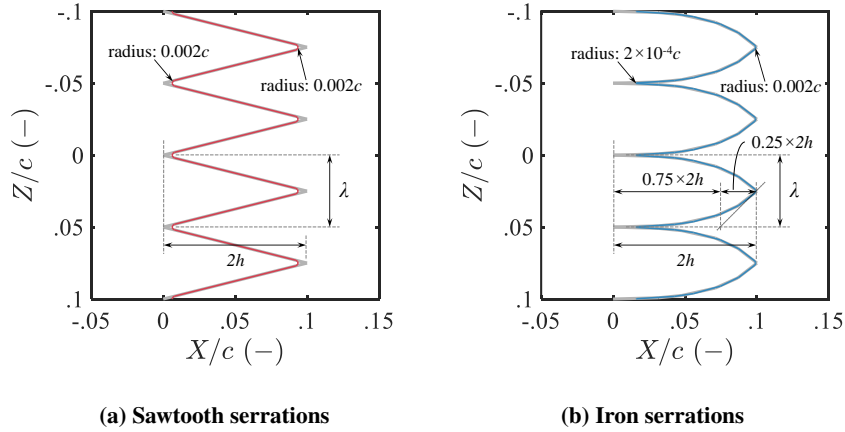 -.1
-.05
0
.05
.1
Z/c (−)
-.05
0
.05
.1
.15
X/c (−)
radius: 0.002c
radius: 0.002c
λ
2h
(a) Sawtooth serrations
-.1
-.05
0
.05
.1
Z/c (−)
-.05
0
.05
.1
.15
X/c (−)
radius: 2×10⁻⁴c
radius: 0.002c
0.25×2h
0.75×2h
λ
2h
(b) Iron serrations